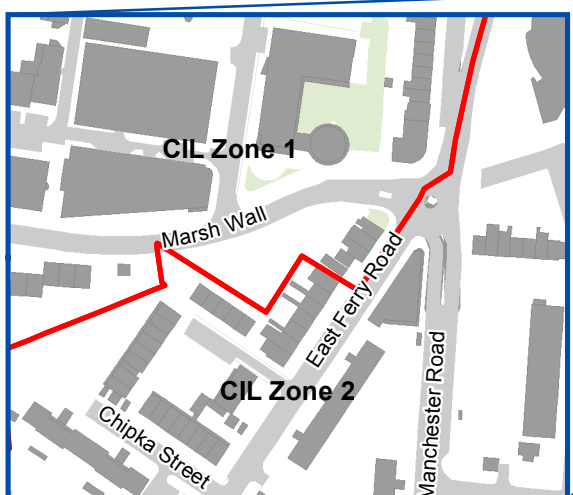 CIL Zone 1
Marsh Wall
East Ferry Road
CIL Zone 2
Manchester Road
Chipka Street